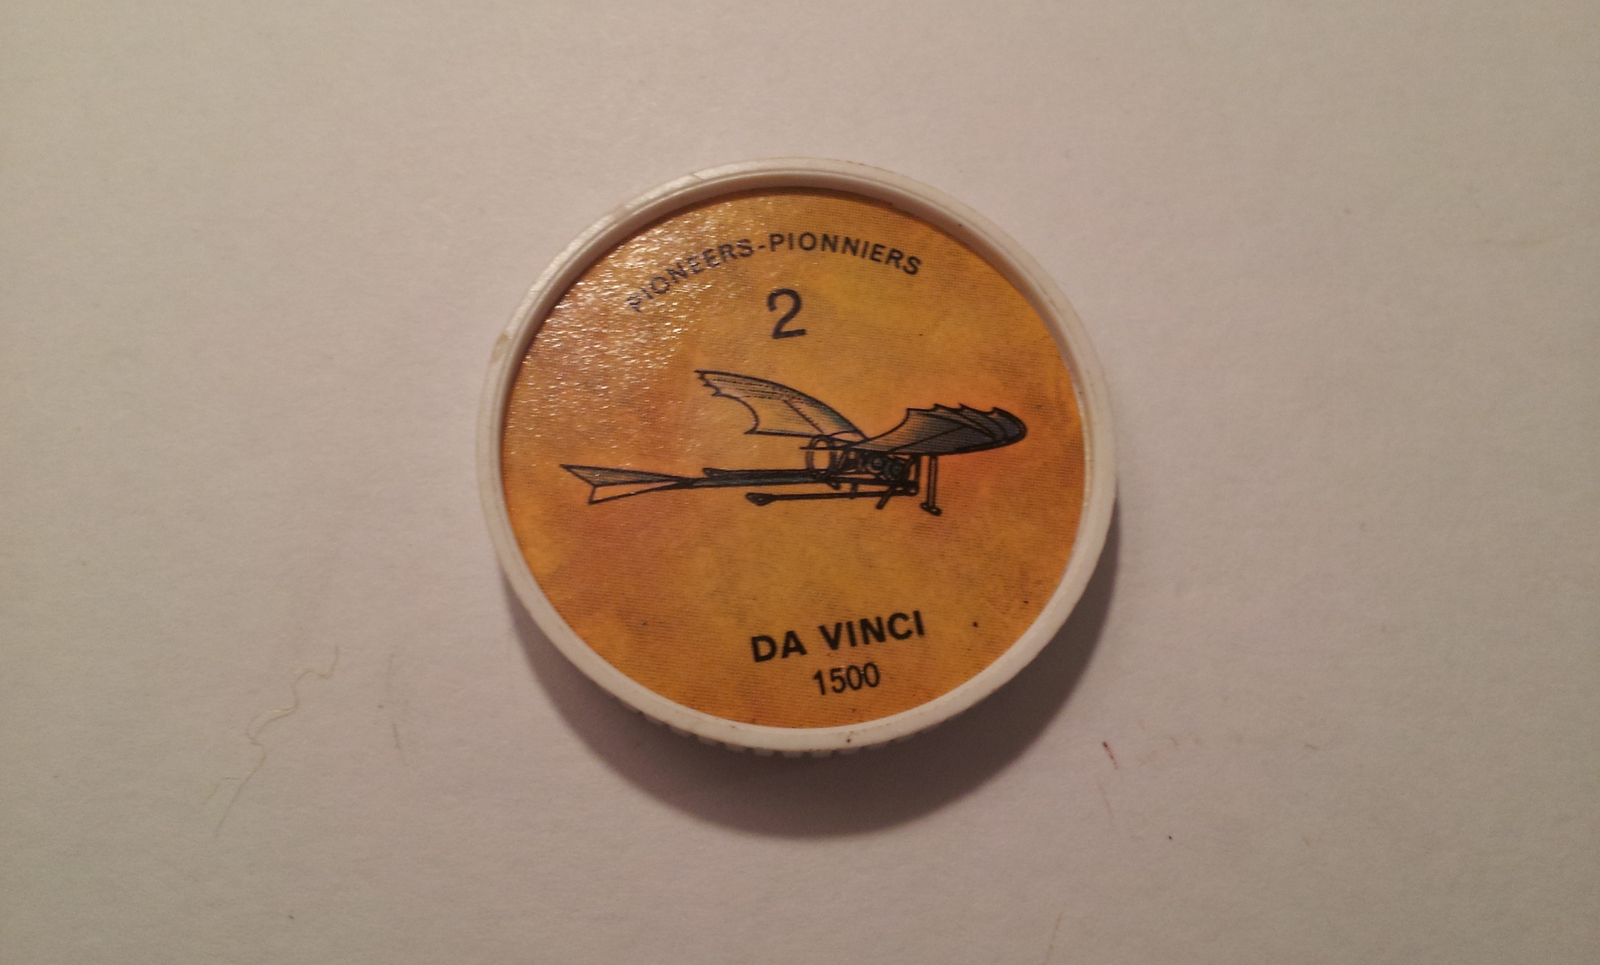 PIONEERS-PIONNIERS
2
DA VINCI
1500